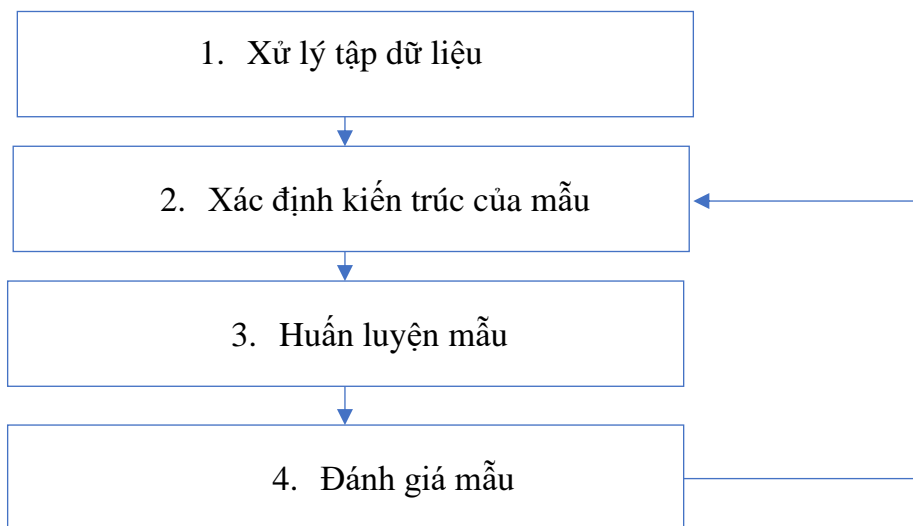 1. Xử lý tập dữ liệu
2. Xác định kiến trúc của mẫu
3. Huấn luyện mẫu
4. Đánh giá mẫu